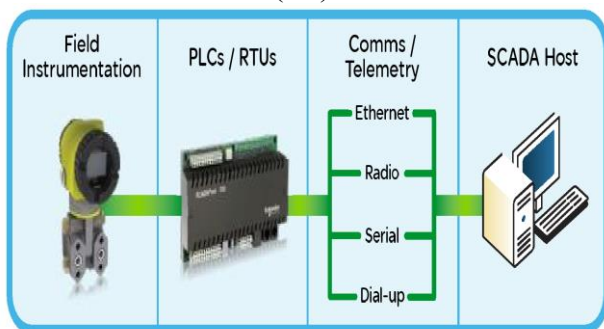 Field
Instrumentation
PLCs / RTUs
Comms /
Telemetry
SCADA Host
Ethernet
Radio
Serial
Dial-up